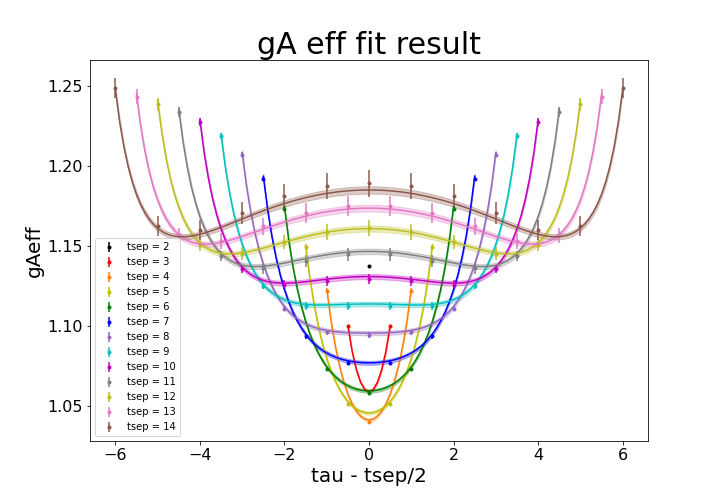 gA eff fit result
1.25
1.20
1.15
1.10
1.05
gAeff
tsep = 2
tsep = 3
tsep = 4
tsep = 5
tsep = 6
tsep = 7
tsep = 8
tsep = 9
tsep = 10
tsep = 11
tsep = 12
tsep = 13
tsep = 14
−6 −4 −2 0 2 4 6
tau - tsep/2